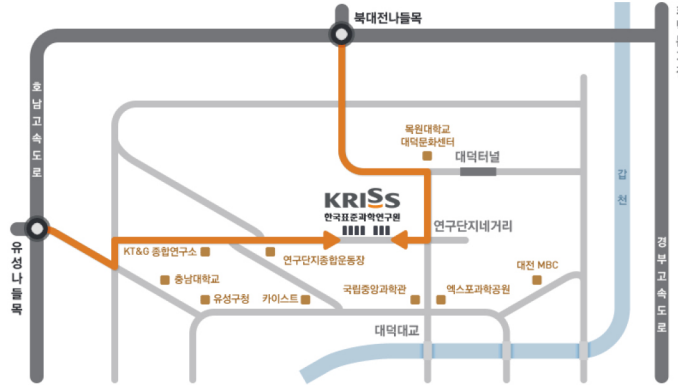 북대전나들목
호남고속도로
목원대학교
대덕문화센터
대덕터널
갑천
KRISS
한국표준과학연구원
연구단지네거리
유성나들목
KT&G 종합연구소
연구단지종합운동장
경부고속도로
충남대학교
대전 MBC
유성구청
카이스트
국립중앙과학관
엑스포과학공원
대덕대교